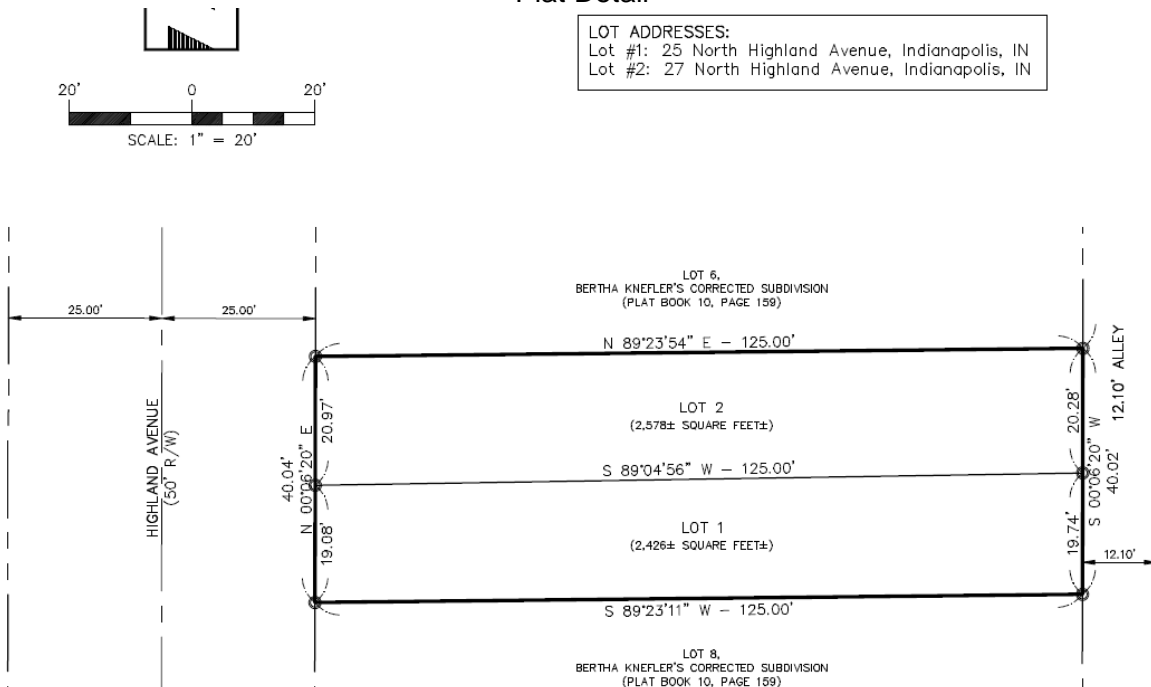 Plat Detail
LOT ADDRESSES:
Lot #1: 25 North Highland Avenue, Indianapolis, IN
Lot #2: 27 North Highland Avenue, Indianapolis, IN
20' 0 20'
SCALE: 1" = 20'
LOT 6,
BERTHA KNEFLER'S CORRECTED SUBDIVISION
(PLAT BOOK 10, PAGE 159)
25.00' 25.00'
N 89°23'54" E - 125.00'
12.10' ALLEY
HIGHLAND AVENUE
(50' R/W)
40.04'
N 00°06'20" E
20.97'
LOT 2
(2,578± SQUARE FEET±)
20.28'
S 00°06'20" W
40.02'
S 89°04'56" W - 125.00'
19.08'
LOT 1
(2,426± SQUARE FEET±)
19.74'
12.10'
S 89°23'11" W - 125.00'
LOT 8,
BERTHA KNEFLER'S CORRECTED SUBDIVISION
(PLAT BOOK 10, PAGE 159)